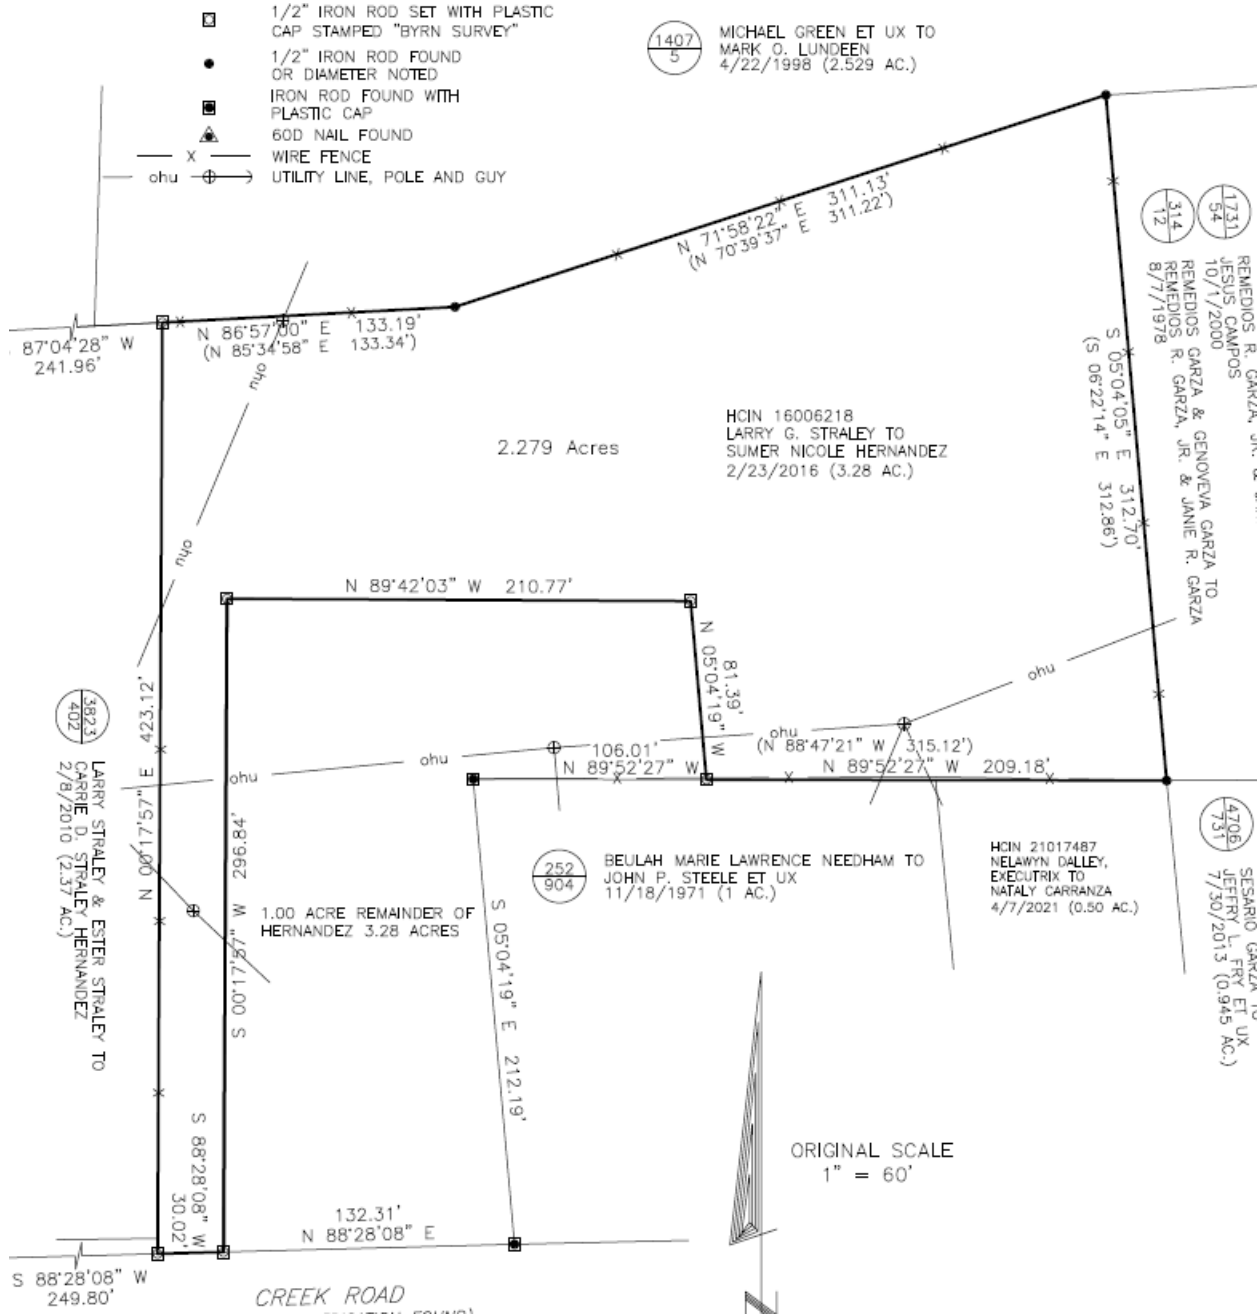 1/2" IRON ROD SET WITH PLASTIC
CAP STAMPED "BYRN SURVEY"
1/2" IRON ROD FOUND
OR DIAMETER NOTED
IRON ROD FOUND WITH
PLASTIC CAP
60D NAIL FOUND
X WIRE FENCE
ohu UTILITY LINE, POLE AND GUY
1407
5
MICHAEL GREEN ET UX TO
MARK O. LUNDEEN
4/22/1998 (2.529 AC.)
N 71°58'22" E 311.13'
(N 70°39'37" E 311.22')
1731
54
REMEDIOS R. GARZA, JR. &
JESUS CAMPOS
10/1/2000
314
12
REMEDIOS GARZA & GENOVEVA GARZA TO
REMEDIOS R. GARZA, JR. & JANIE R. GARZA
8/7/1978
S 05°04'05" E 312.70'
(S 06°22'14" E 312.86')
N 86°57'00" E 133.19'
(N 85°34'58" E 133.34')
87°04'28" W
241.96'
ohu
ohu
2.279 Acres
HCIN 16006218
LARRY G. STRALEY TO
SUMER NICOLE HERNANDEZ
2/23/2016 (3.28 AC.)
N 89°42'03" W 210.77'
81.39'
N 05°04'19" W
ohu
ohu
ohu
ohu
(N 88°47'21" W 315.12')
106.01'
N 89°52'27" W
N 89°52'27" W 209.18'
3823
402
LARRY STRALEY & ESTER STRALEY TO
CARRIE D. STRALEY HERNANDEZ
2/8/2010 (2.37 AC.)
N 00°17'57" E 423.12'
S 00°17'57" W 296.84'
1.00 ACRE REMAINDER OF
HERNANDEZ 3.28 ACRES
252
904
BEULAH MARIE LAWRENCE NEEDHAM TO
JOHN P. STEELE ET UX
11/18/1971 (1 AC.)
HCIN 21017487
NELAWYN DALLEY,
EXECUTRIX TO
NATALY CARRANZA
4/7/2021 (0.50 AC.)
4706
731
SESARIO GARZA TO
JEFFRY L. FRY ET UX
7/30/2013 (0.945 AC.)
S 05°04'19" E 212.19'
ORIGINAL SCALE
1" = 60'
S 88°28'08" W
30.02'
132.31'
N 88°28'08" E
S 88°28'08" W
249.80'
CREEK ROAD